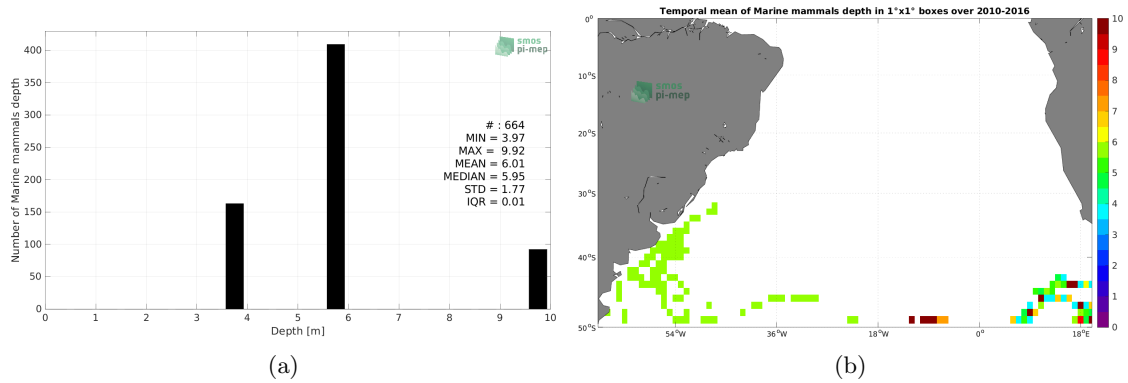 smos
pi-mep
Number of Marine mammals depth
400
350
300
250
200
150
100
50
0
# : 664
MIN = 3.97
MAX = 9.92
MEAN = 6.01
MEDIAN = 5.95
STD = 1.77
IQR = 0.01
0 1 2 3 4 5 6 7 8 9 10
Depth [m]
(a)
Temporal mean of Marine mammals depth in 1°x1° boxes over 2010-2016
smos
pi-mep
0°
10°S
20°S
30°S
40°S
50°S
54°W 36°W 18°W 0° 18°E
10
9
8
7
6
5
4
3
2
1
0
(b)